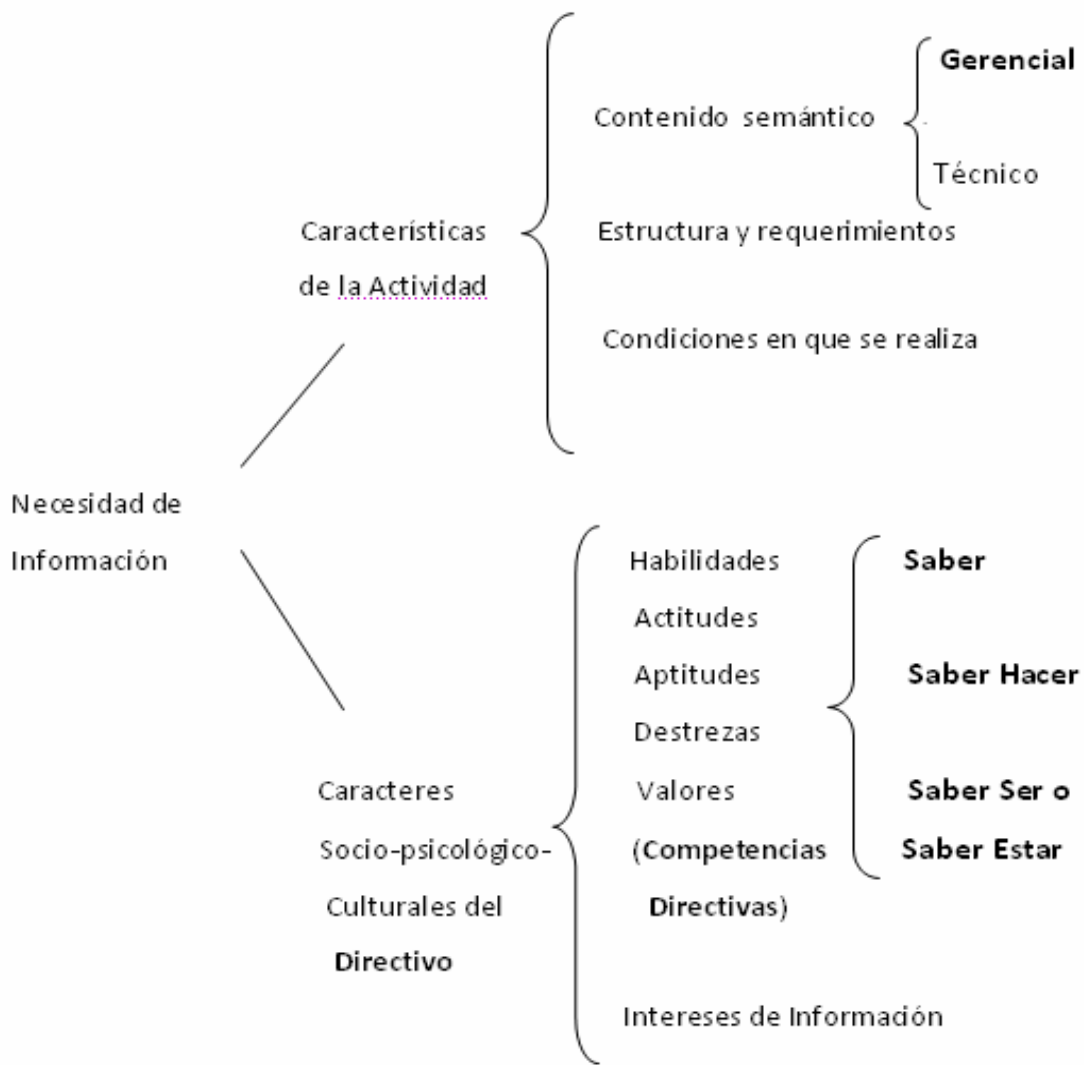 Gerencial
Contenido semántico
Técnico
Características
de la Actividad
Estructura y requerimientos
Condiciones en que se realiza
Necesidad de
Información
Habilidades
Actitudes
Aptitudes
Destrezas
Valores
(Competencias
Directivas)
Saber
Saber Hacer
Saber Ser o
Saber Estar
Caracteres
Socio-psicológico-
Culturales del
Directivo
Intereses de Información